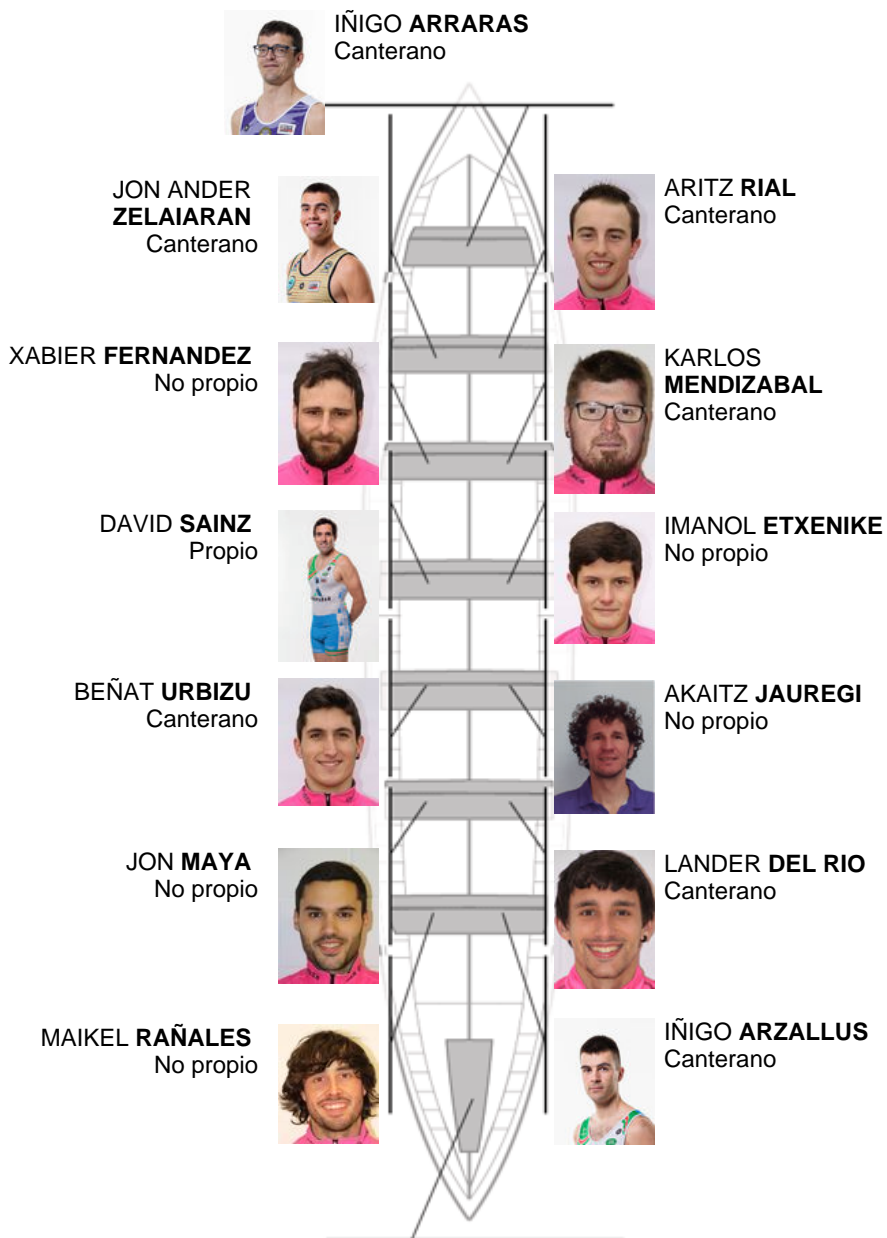 IÑIGO ARRARAS
Canterano
JON ANDER
ZELAIARAN
Canterano
ARITZ RIAL
Canterano
XABIER FERNANDEZ
No propio
KARLOS
MENDIZABAL
Canterano
DAVID SAINZ
Propio
IMANOL ETXENIKE
No propio
BEÑAT URBIZU
Canterano
AKAITZ JAUREGI
No propio
JON MAYA
No propio
LANDER DEL RIO
Canterano
MAIKEL RAÑALES
No propio
IÑIGO ARZALLUS
Canterano